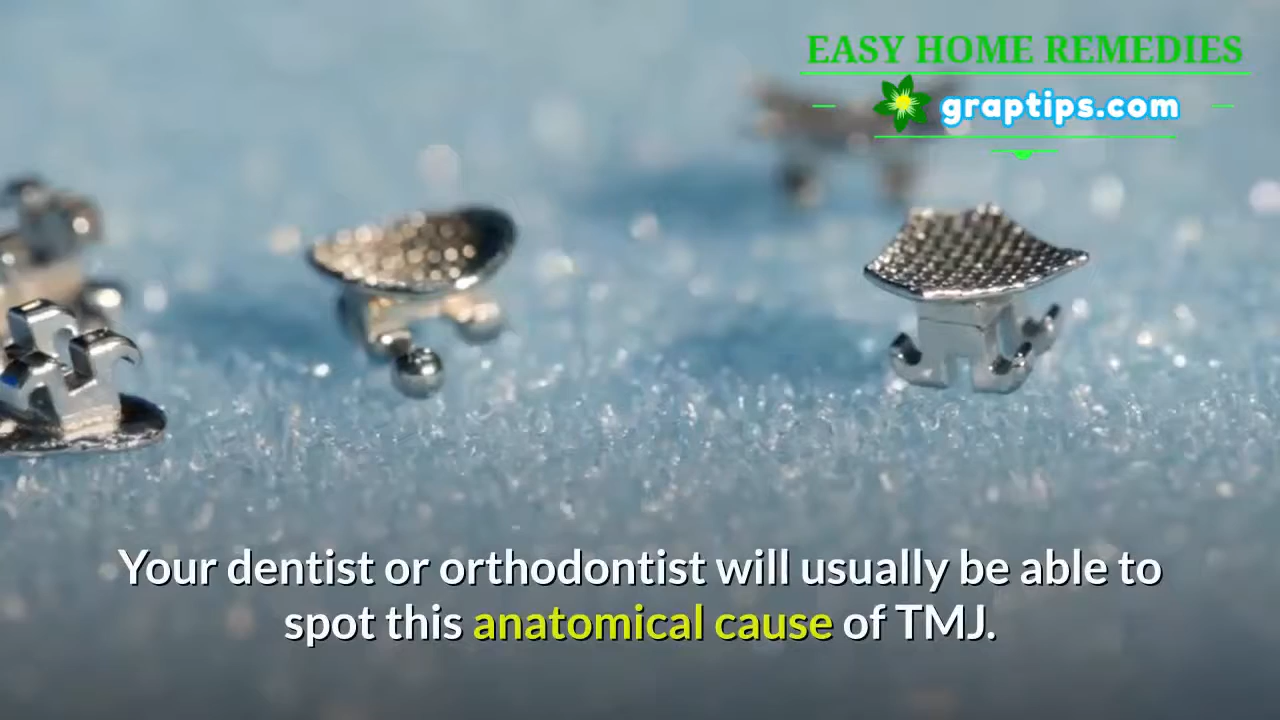 EASY HOME REMEDIES
graptips.com
Your dentist or orthodontist will usually be able to
spot this anatomical cause of TMJ.